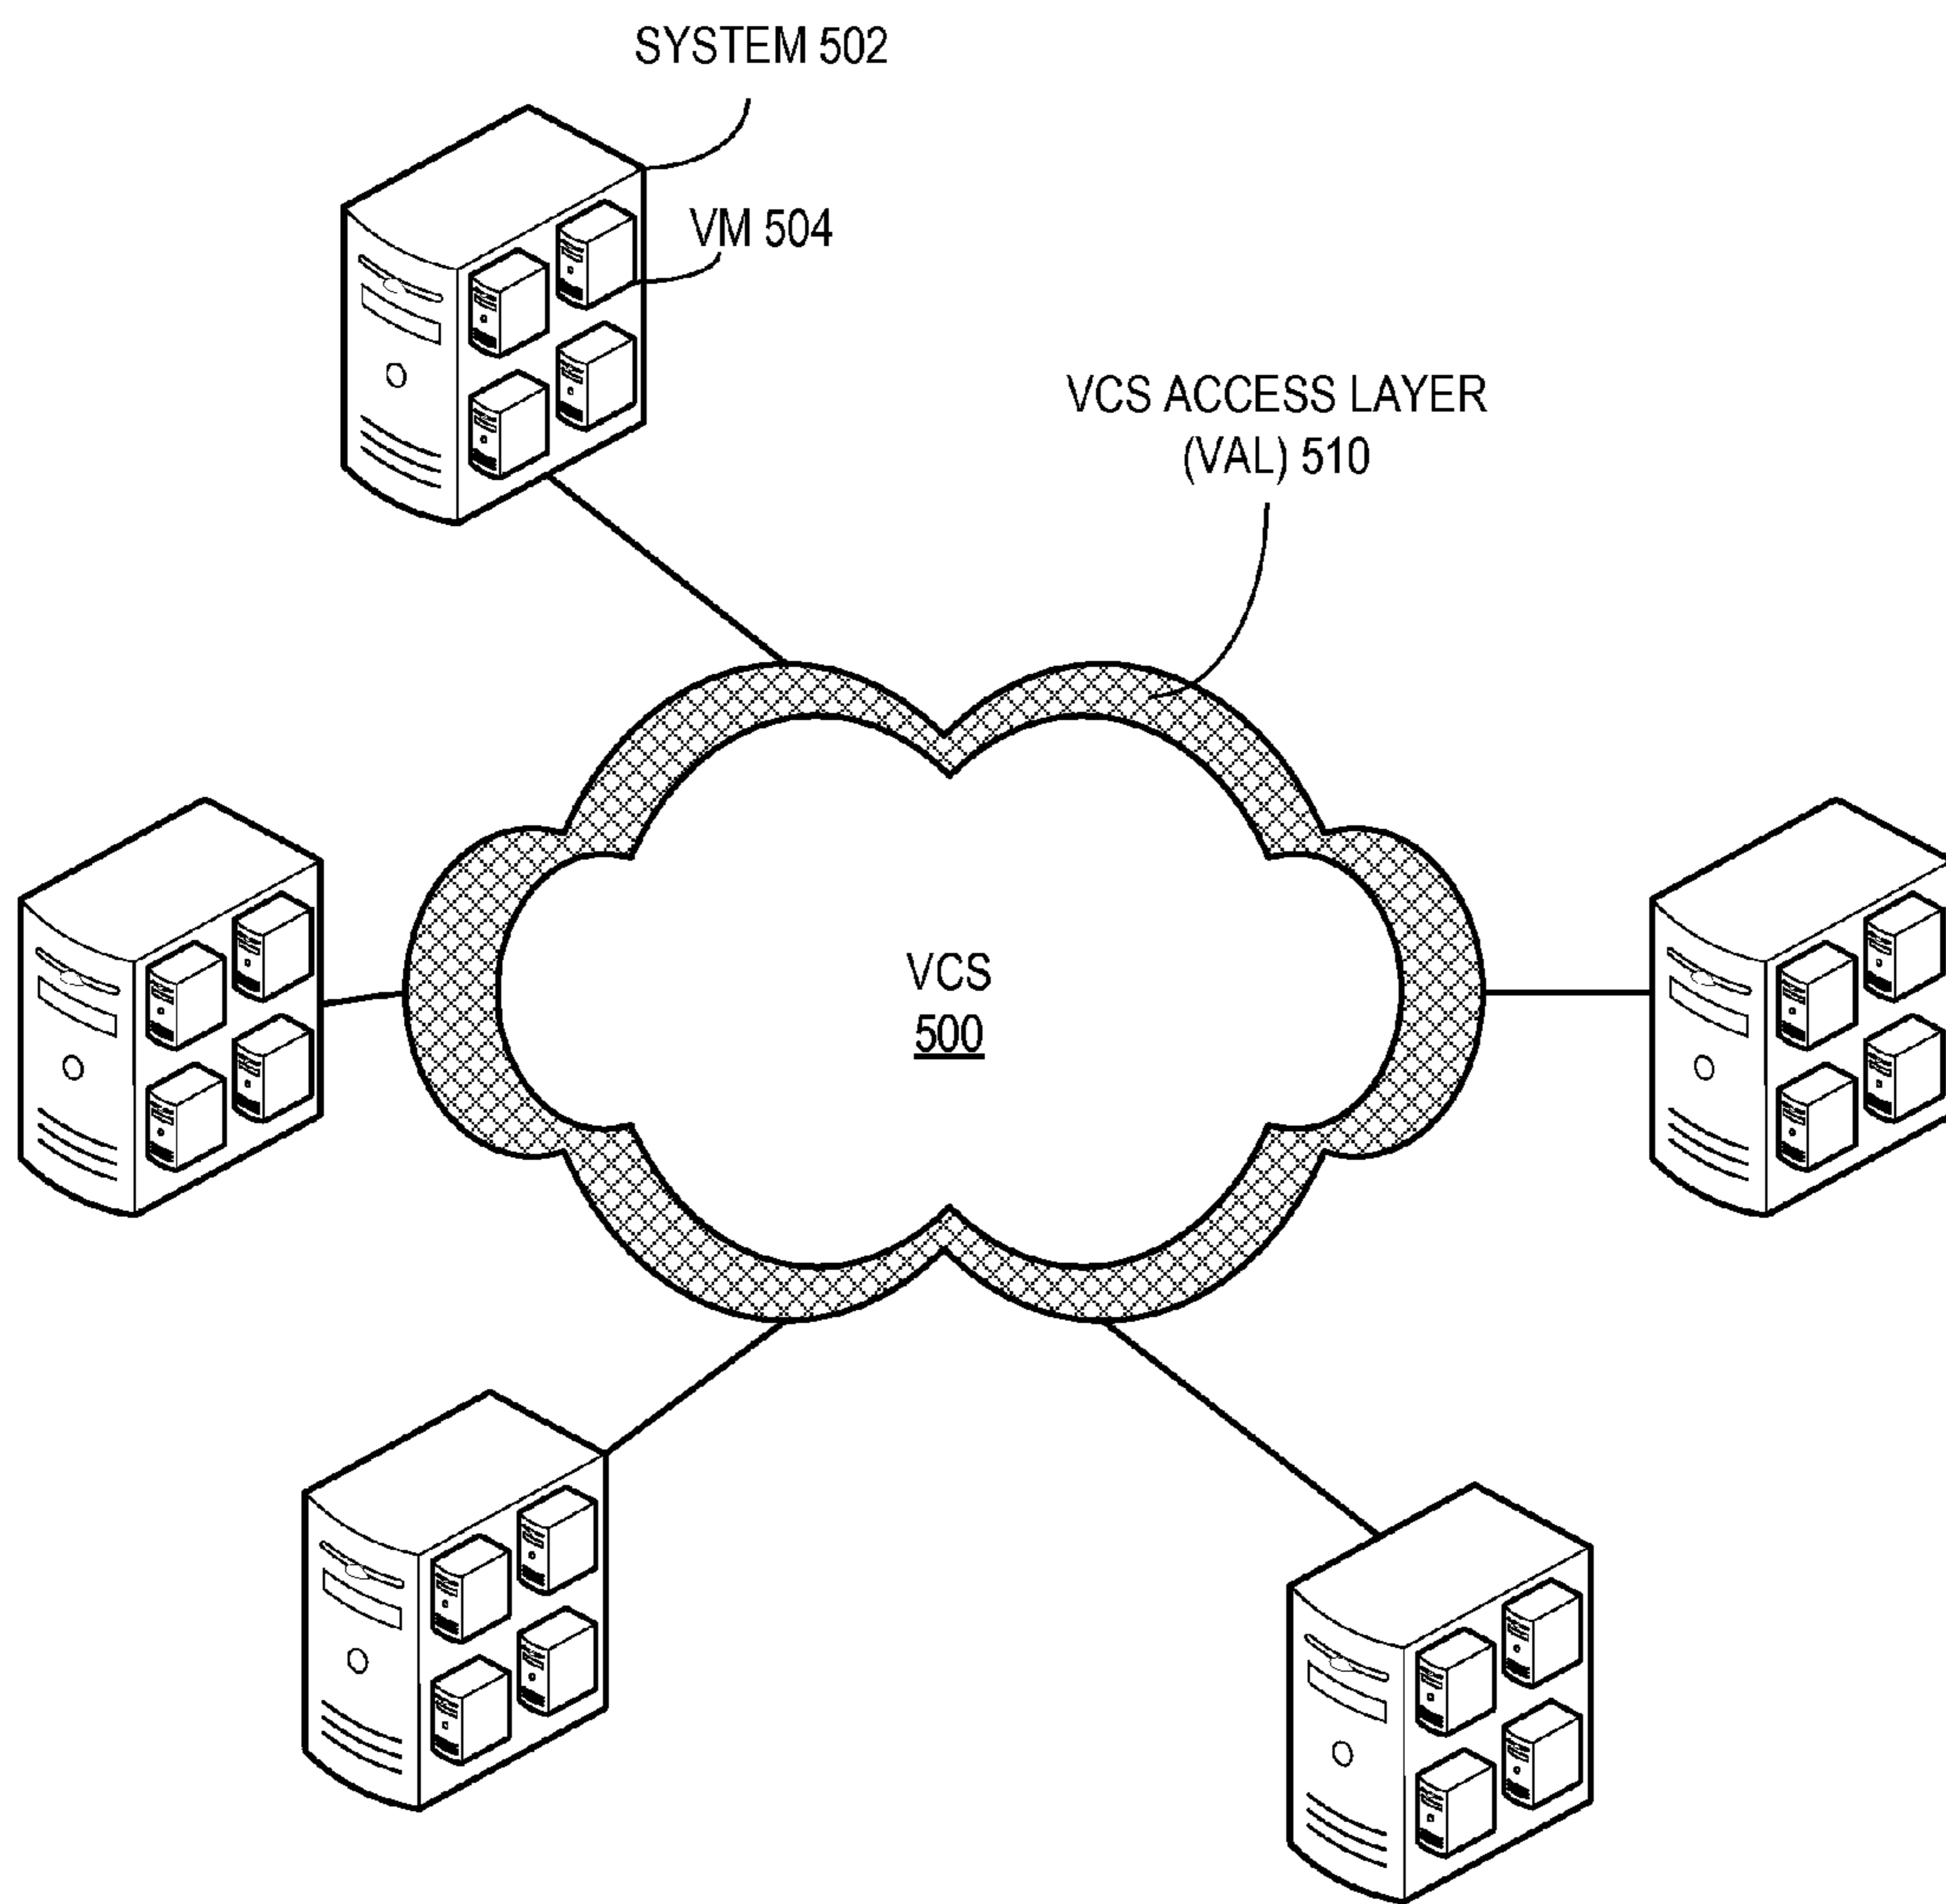 SYSTEM 502
VM 504
VCS ACCESS LAYER
(VAL) 510
VCS
500